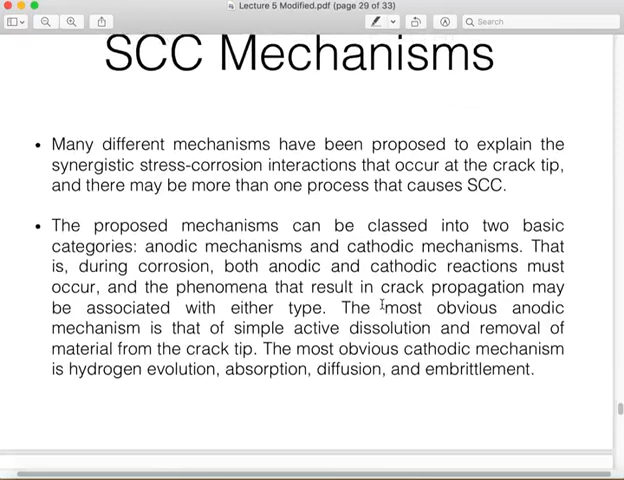 Lecture 5 Modified.pdf (page 29 of 33)
Search
SCC Mechanisms
• Many different mechanisms have been proposed to explain the
synergistic stress-corrosion interactions that occur at the crack tip,
and there may be more than one process that causes SCC.
• The proposed mechanisms can be classed into two basic
categories: anodic mechanisms and cathodic mechanisms. That
is, during corrosion, both anodic and cathodic reactions must
occur, and the phenomena that result in crack propagation may
be associated with either type. The most obvious anodic
mechanism is that of simple active dissolution and removal of
material from the crack tip. The most obvious cathodic mechanism
is hydrogen evolution, absorption, diffusion, and embrittlement.